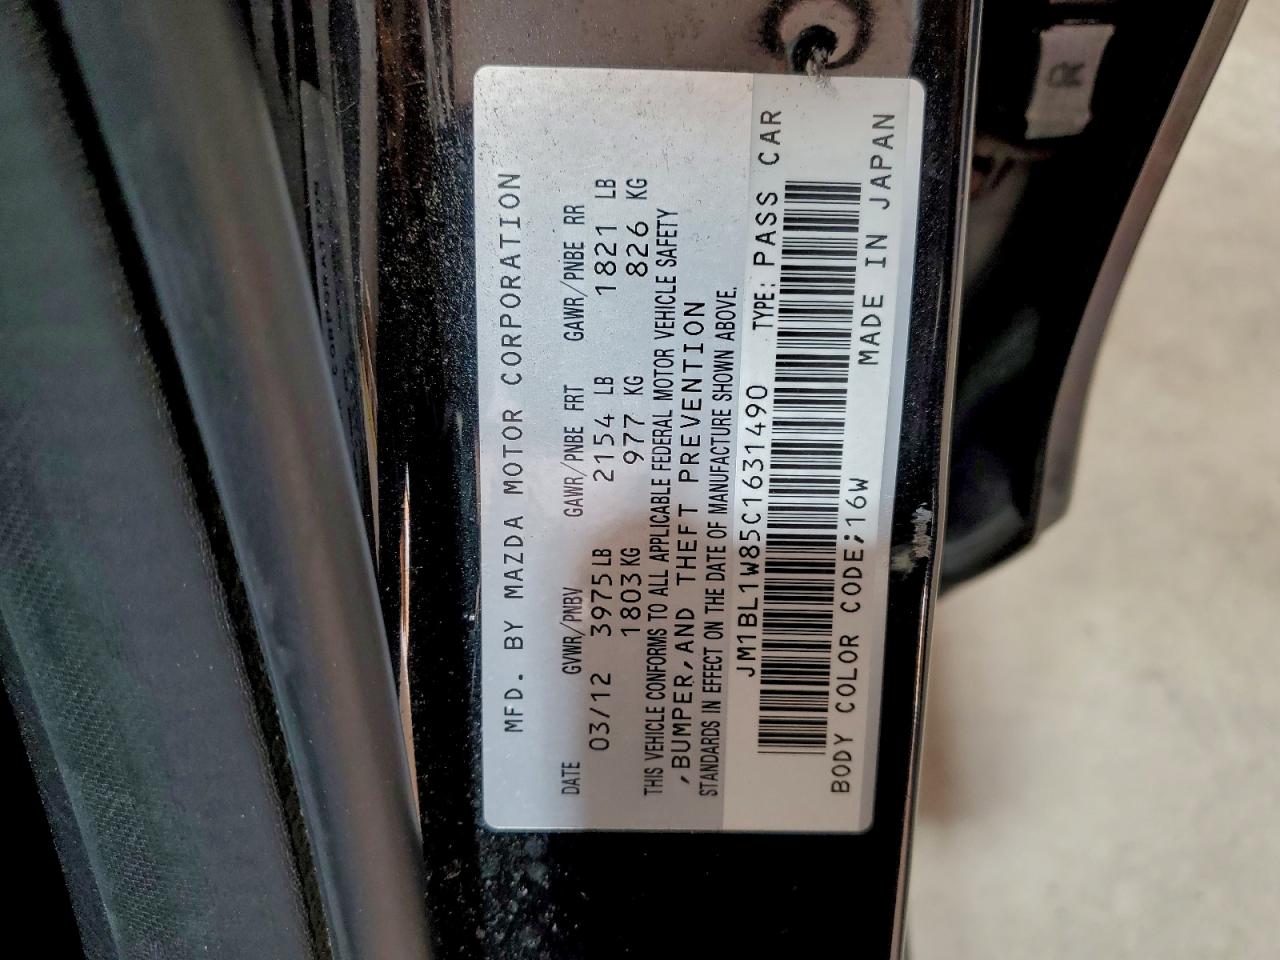 MFD. BY MAZDA MOTOR CORPORATION
DATE GVWR/PNBV GAWR/PNBE FRT GAWR/PNBE RR
03/12 3975LB 2154 LB 1821 LB
1803KG 977 KG 826 KG
THIS VEHICLE CONFORMS TO ALL APPLICABLE FEDERAL MOTOR VEHICLE SAFETY
,BUMPER,AND THEFT PREVENTION
STANDARDS IN EFFECT ON THE DATE OF MANUFACTURE SHOWN ABOVE.
JM1BL1W85C1631490 TYPE: PASS CAR
BODY COLOR CODE;16W MADE IN JAPAN
R